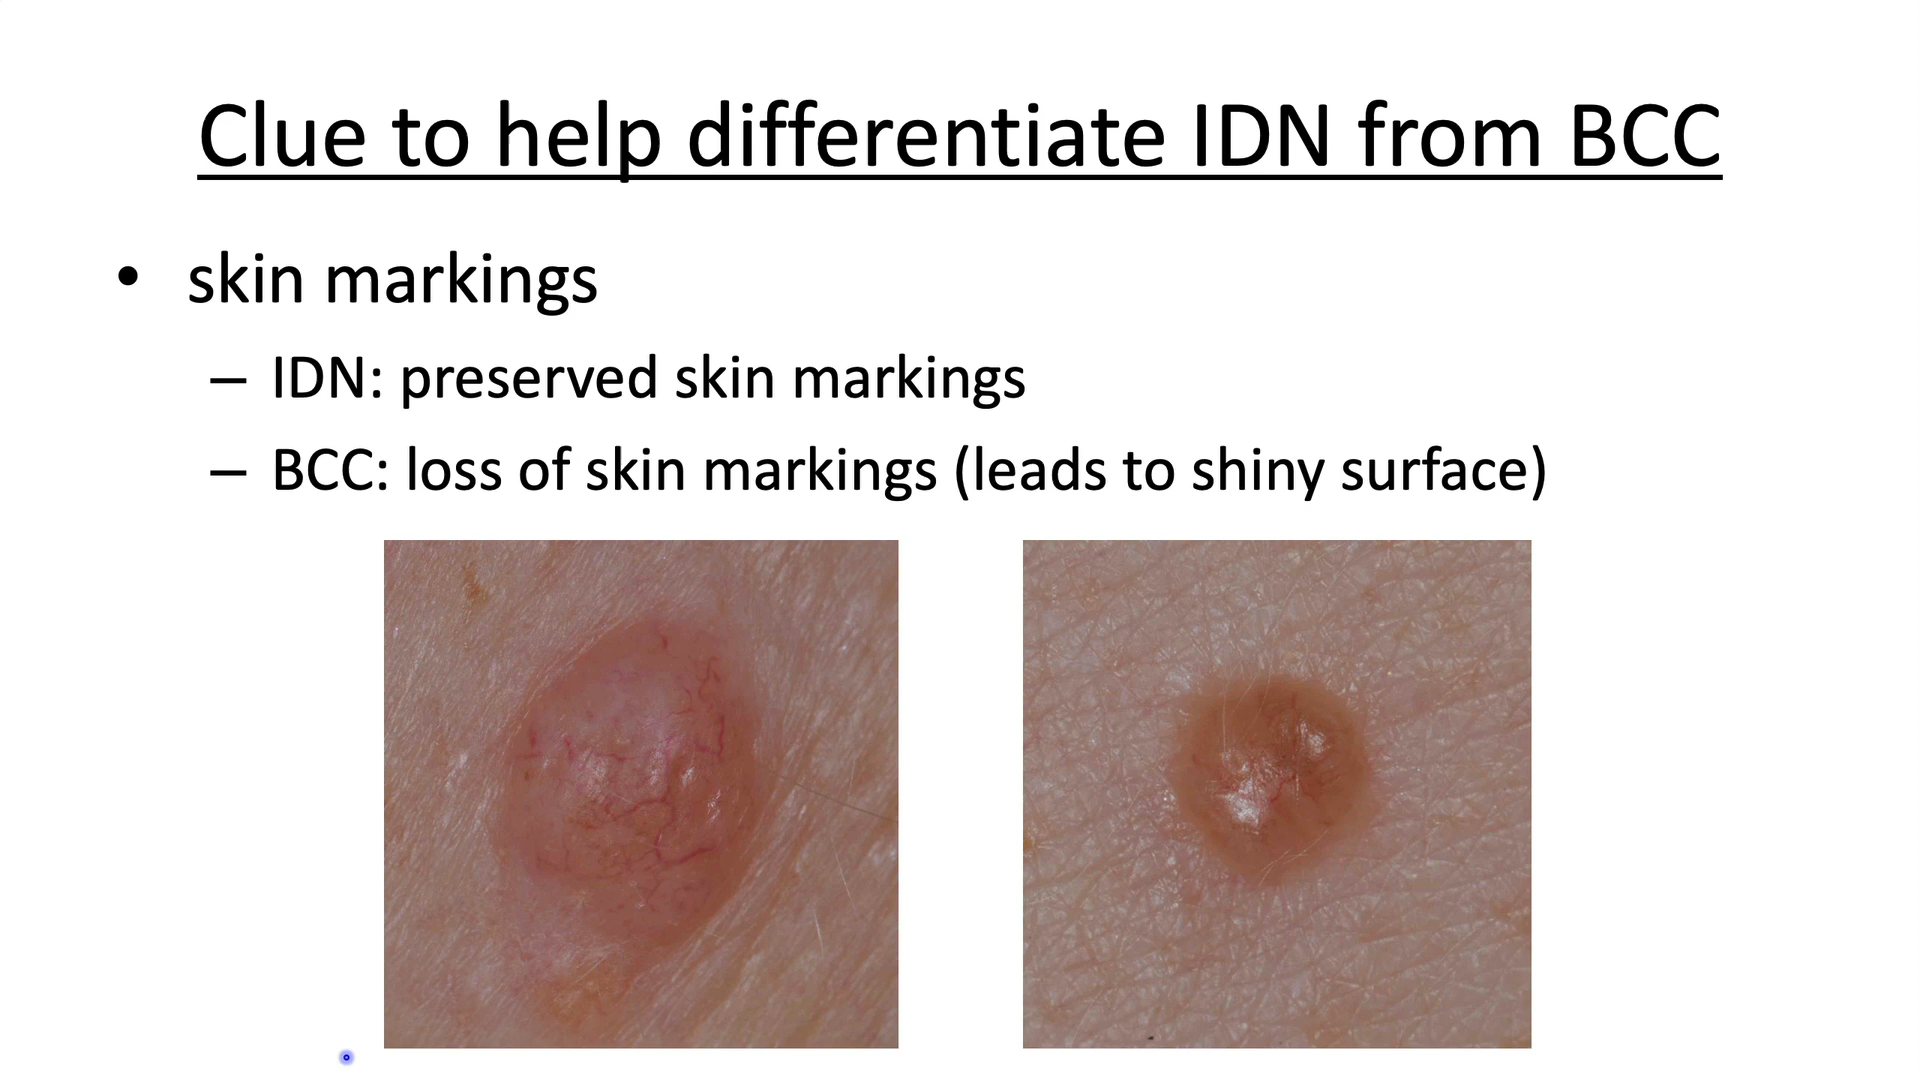 Clue to help differentiate IDN from BCC
• skin markings
– IDN: preserved skin markings
– BCC: loss of skin markings (leads to shiny surface)